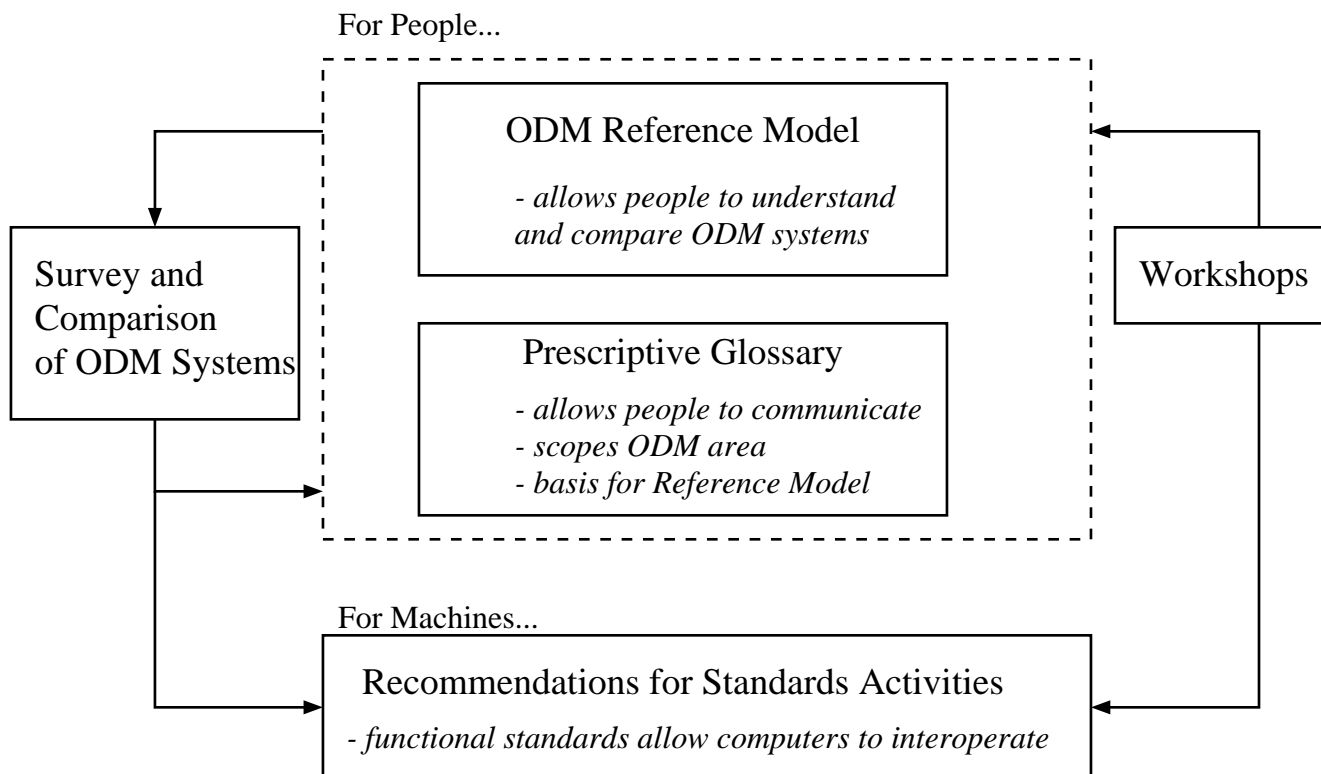 For People...
ODM Reference Model
- allows people to understand
and compare ODM systems
Survey and
Comparison
of ODM Systems
Workshops
Prescriptive Glossary
- allows people to communicate
- scopes ODM area
- basis for Reference Model
For Machines...
Recommendations for Standards Activities
- functional standards allow computers to interoperate